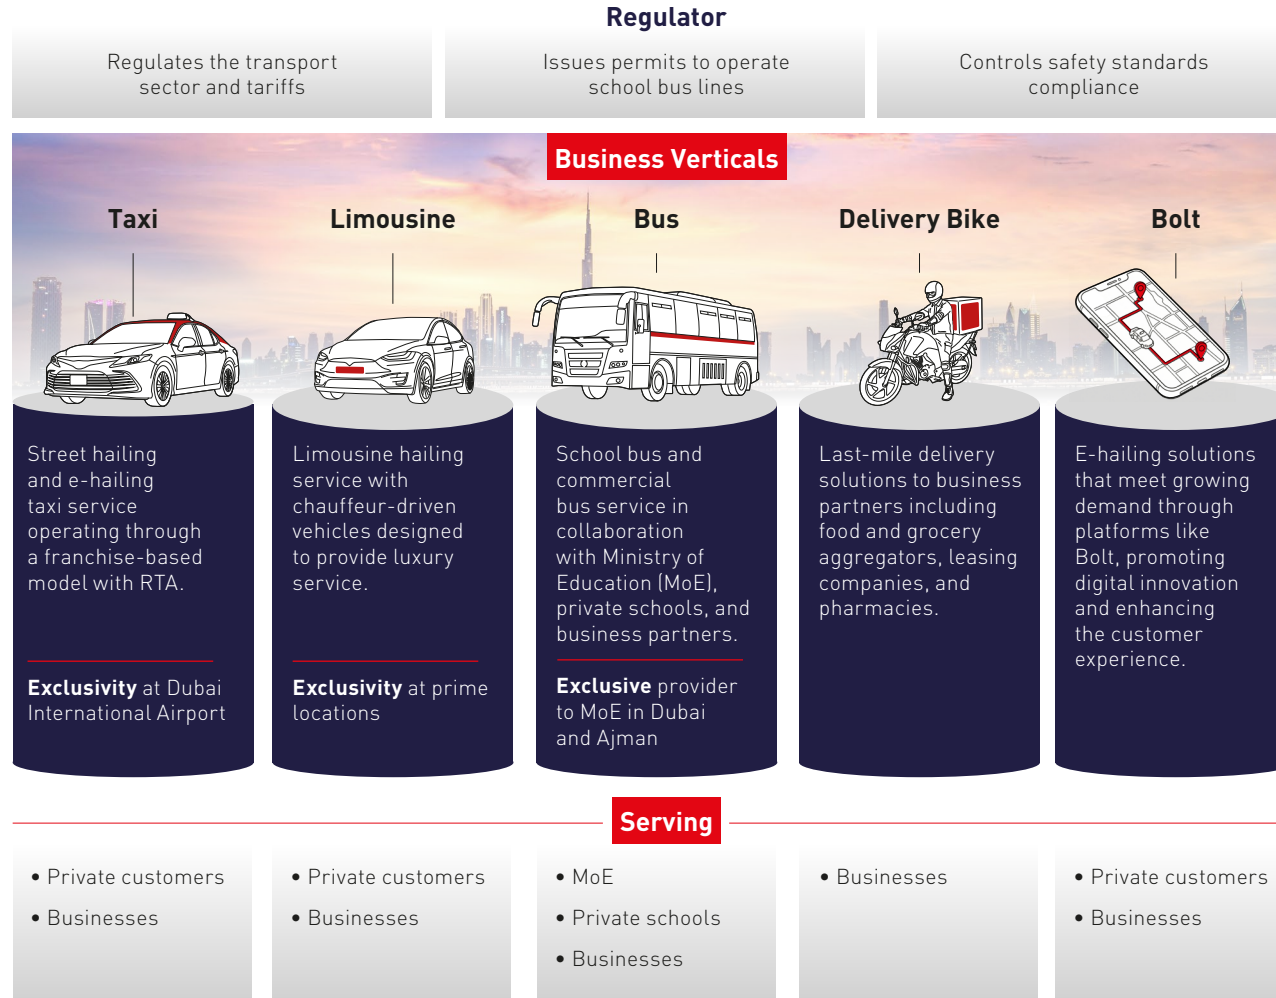 Regulator
Regulates the transport
sector and tariffs
Issues permits to operate
school bus lines
Controls safety standards
compliance
Business Verticals
Taxi
Limousine
Bus
Delivery Bike
Bolt
Street hailing
and e-hailing
taxi service
operating through
a franchise-based
model with RTA.
Exclusivity at Dubai
International Airport
Limousine hailing
service with
chauffeur-driven
vehicles designed
to provide luxury
service.
Exclusivity at prime
locations
School bus and
commercial
bus service in
collaboration
with Ministry of
Education (MoE),
private schools, and
business partners.
Exclusive provider
to MoE in Dubai
and Ajman
Last-mile delivery
solutions to business
partners including
food and grocery
aggregators, leasing
companies, and
pharmacies.
E-hailing solutions
that meet growing
demand through
platforms like
Bolt, promoting
digital innovation
and enhancing
the customer
experience.
Serving
• Private customers
• Businesses
• Private customers
• Businesses
• MoE
• Private schools
• Businesses
• Businesses
• Private customers
• Businesses